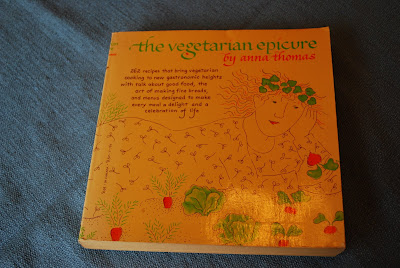 the vegetarian epicure
by anna thomas
262 recipes that bring vegetarian
cooking to new gastronomic heights
with talk about good food, the
art of making fine breads,
and menus designed to make
every meal a delight and a
celebration of life